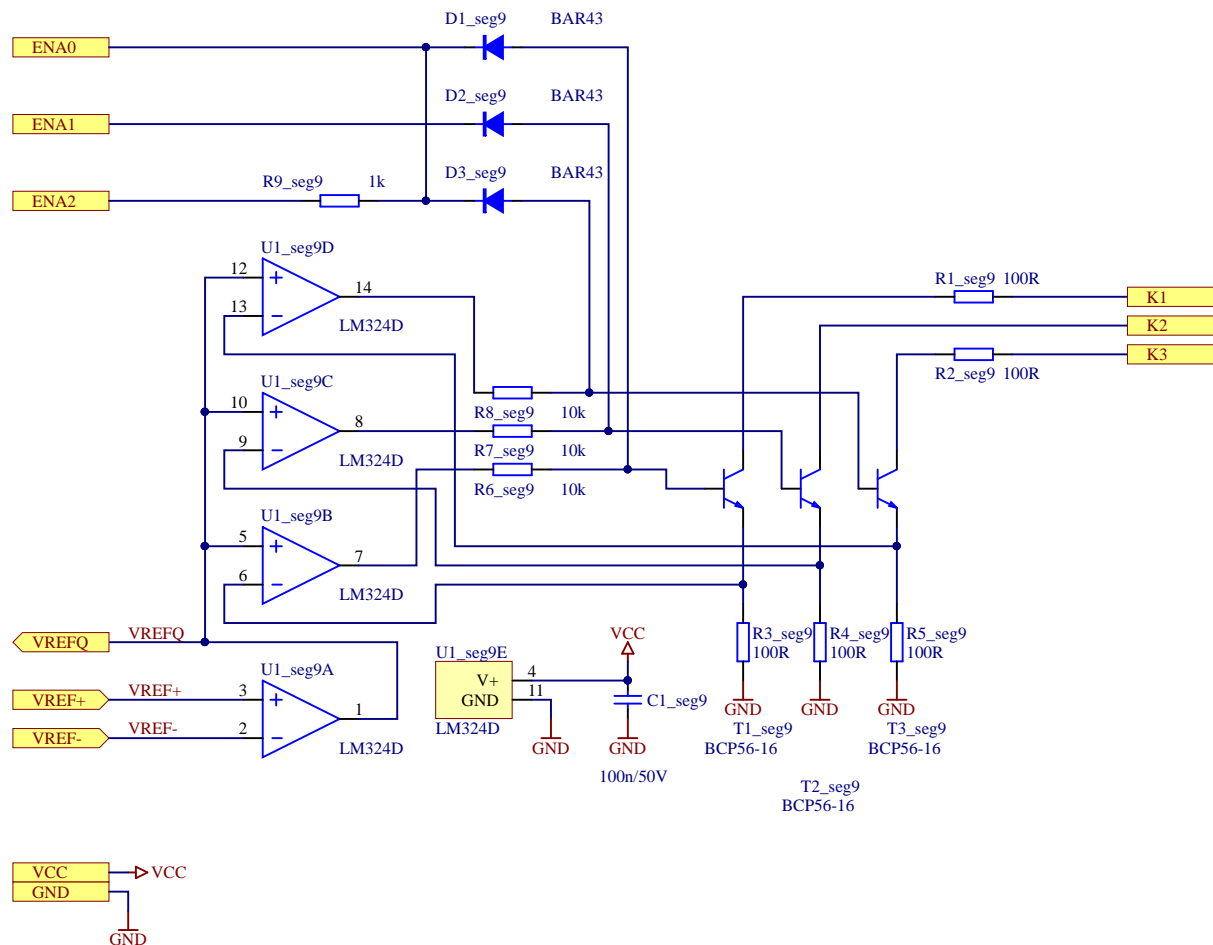 D1_seg9 BAR43
ENA0
D2_seg9 BAR43
ENA1
D3_seg9 BAR43
R9_seg9 1k
ENA2
U1_seg9D
12
14
13
LM324D
R1_seg9 100R
K1
K2
K3
R2_seg9 100R
U1_seg9C
10
8
9
LM324D
R8_seg9 10k
R7_seg9 10k
R6_seg9 10k
U1_seg9B
5
7
6
LM324D
VREFQ VREFQ
U1_seg9A
VREF+ VREF+ 3
1
VREF- VREF- 2
LM324D
U1_seg9E
V+ 4
GND 11
LM324D
GND
VCC
C1_seg9
GND
100n/50V
R3_seg9 R4_seg9 R5_seg9
100R 100R 100R
GND GND GND
T1_seg9 T3_seg9
BCP56-16 BCP56-16
T2_seg9
BCP56-16
VCC VCC
GND
GND